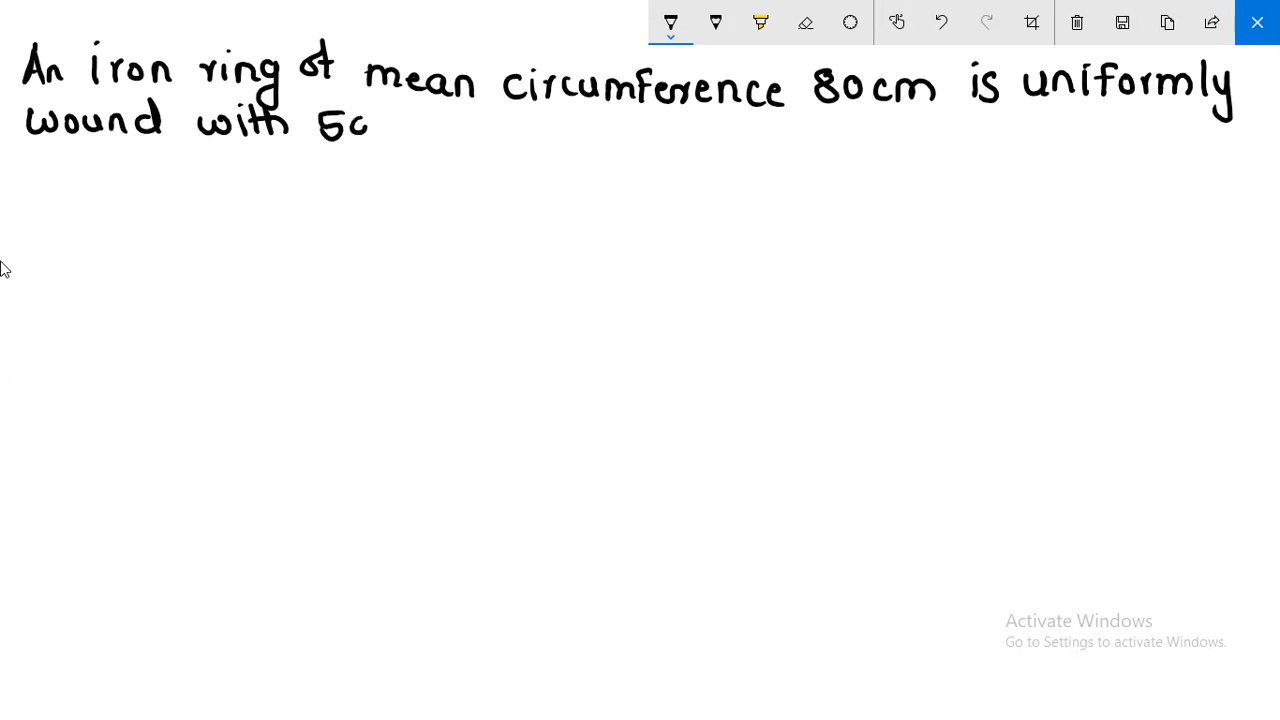 An iron ring of mean circumference 80cm is uniformly
wound with 50
Activate Windows
Go to Settings to activate Windows.